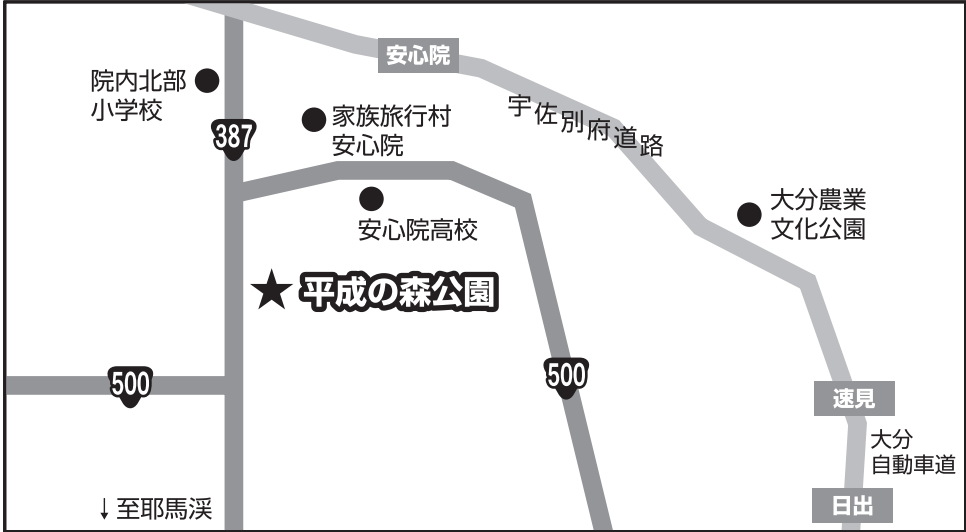 安心院
院内北部
小学校
家族旅行村
安心院
宇佐別府道路
387
大分農業
文化公園
安心院高校
平成の森公園
500
500
速見
大分
自動車道
日出
↓至耶馬渓